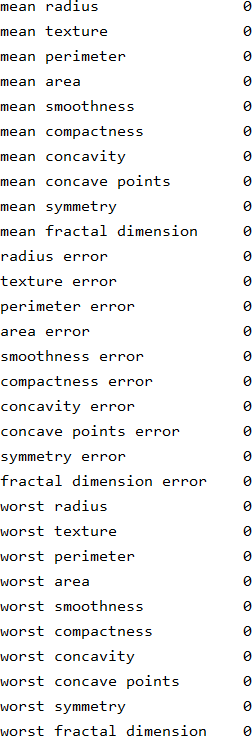 mean radius 0
mean texture 0
mean perimeter 0
mean area 0
mean smoothness 0
mean compactness 0
mean concavity 0
mean concave points 0
mean symmetry 0
mean fractal dimension 0
radius error 0
texture error 0
perimeter error 0
area error 0
smoothness error 0
compactness error 0
concavity error 0
concave points error 0
symmetry error 0
fractal dimension error 0
worst radius 0
worst texture 0
worst perimeter 0
worst area 0
worst smoothness 0
worst compactness 0
worst concavity 0
worst concave points 0
worst symmetry 0
worst fractal dimension 0